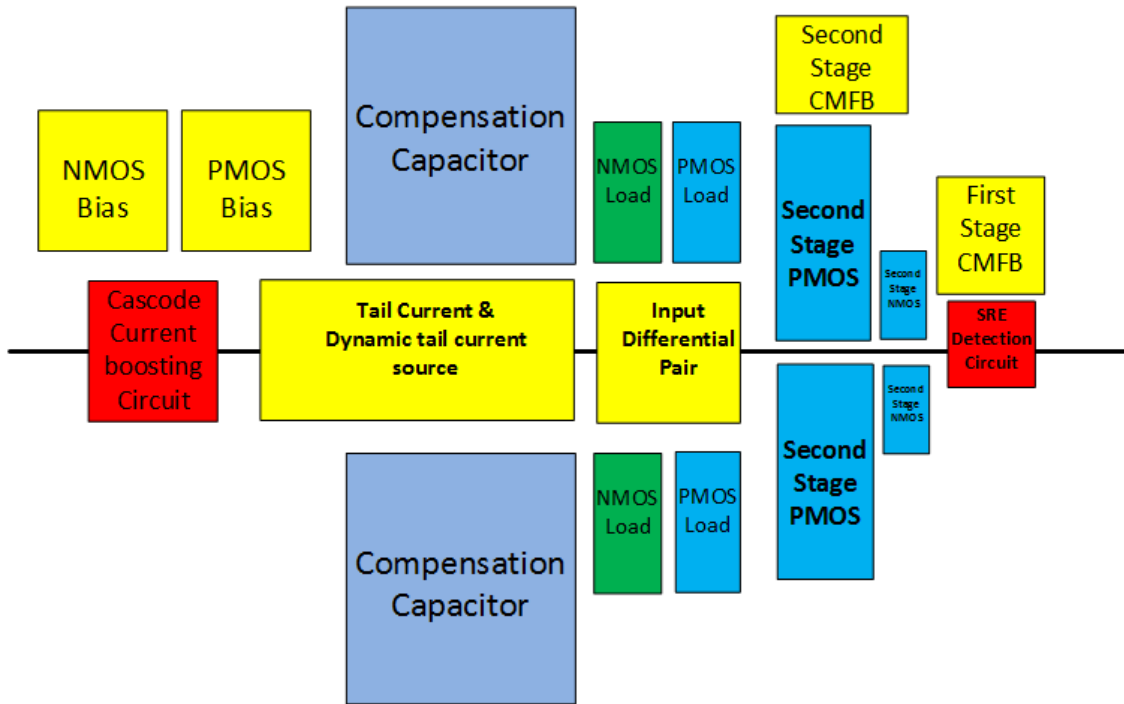 Compensation
Capacitor
Second
Stage
CMFB
NMOS
Bias
PMOS
Bias
NMOS
Load
PMOS
Load
Second
Stage
PMOS
Second
Stage
NMOS
First
Stage
CMFB
Cascode
Current
boosting
Circuit
Tail Current &
Dynamic tail current
source
Input
Differential
Pair
SRE
Detection
Circuit
Second
Stage
NMOS
Second
Stage
PMOS
Compensation
Capacitor
NMOS
Load
PMOS
Load